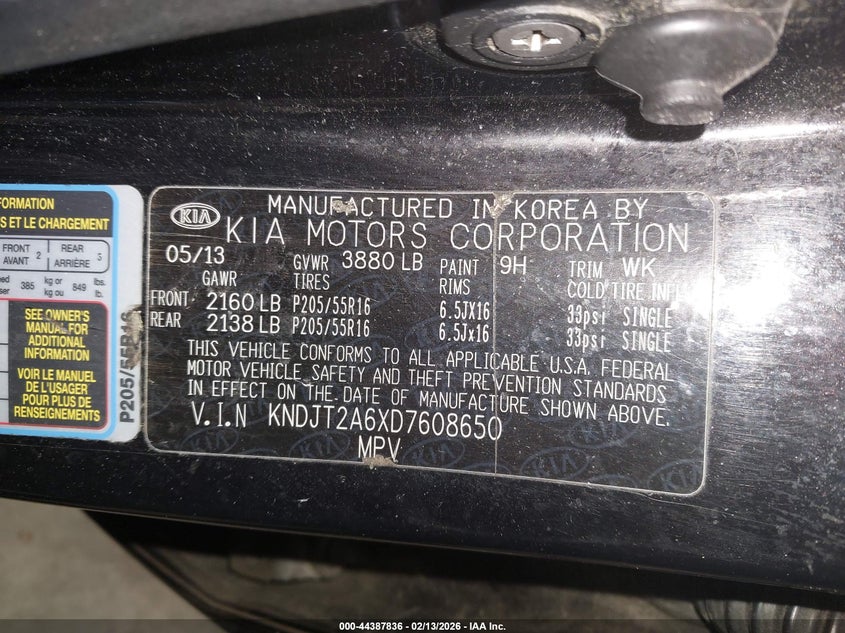 FORMATION
S ET LE CHARGEMENT
FRONT 2 REAR 3
AVANT ARRIÈRE
385 kg or 849 lbs.
kg ou lb.
SEE OWNER'S
MANUAL FOR
ADDITIONAL
INFORMATION
VOIR LE MANUEL
DE L'USAGER
POUR PLUS DE
RENSEIGNEMENTS
P205/55R16
KIA
MANUFACTURED IN KOREA BY
KIA MOTORS CORPORATION
05/13 GVWR 3880 LB PAINT 9H TRIM WK
GAWR TIRES RIMS COLD TIRE INFL
FRONT 2160 LB P205/55R16 6.5JX16 33psi SINGLE
REAR 2138 LB P205/55R16 6.5Jx16 33psi SINGLE
THIS VEHICLE CONFORMS TO ALL APPLICABLE U.S.A. FEDERAL
MOTOR VEHICLE SAFETY AND THEFT PREVENTION STANDARDS
IN EFFECT ON THE DATE OF MANUFACTURE SHOWN ABOVE.
V.I.N KNDJT2A6XD7608650
MPV
000-44387836 - 02/13/2026 - IAA Inc.